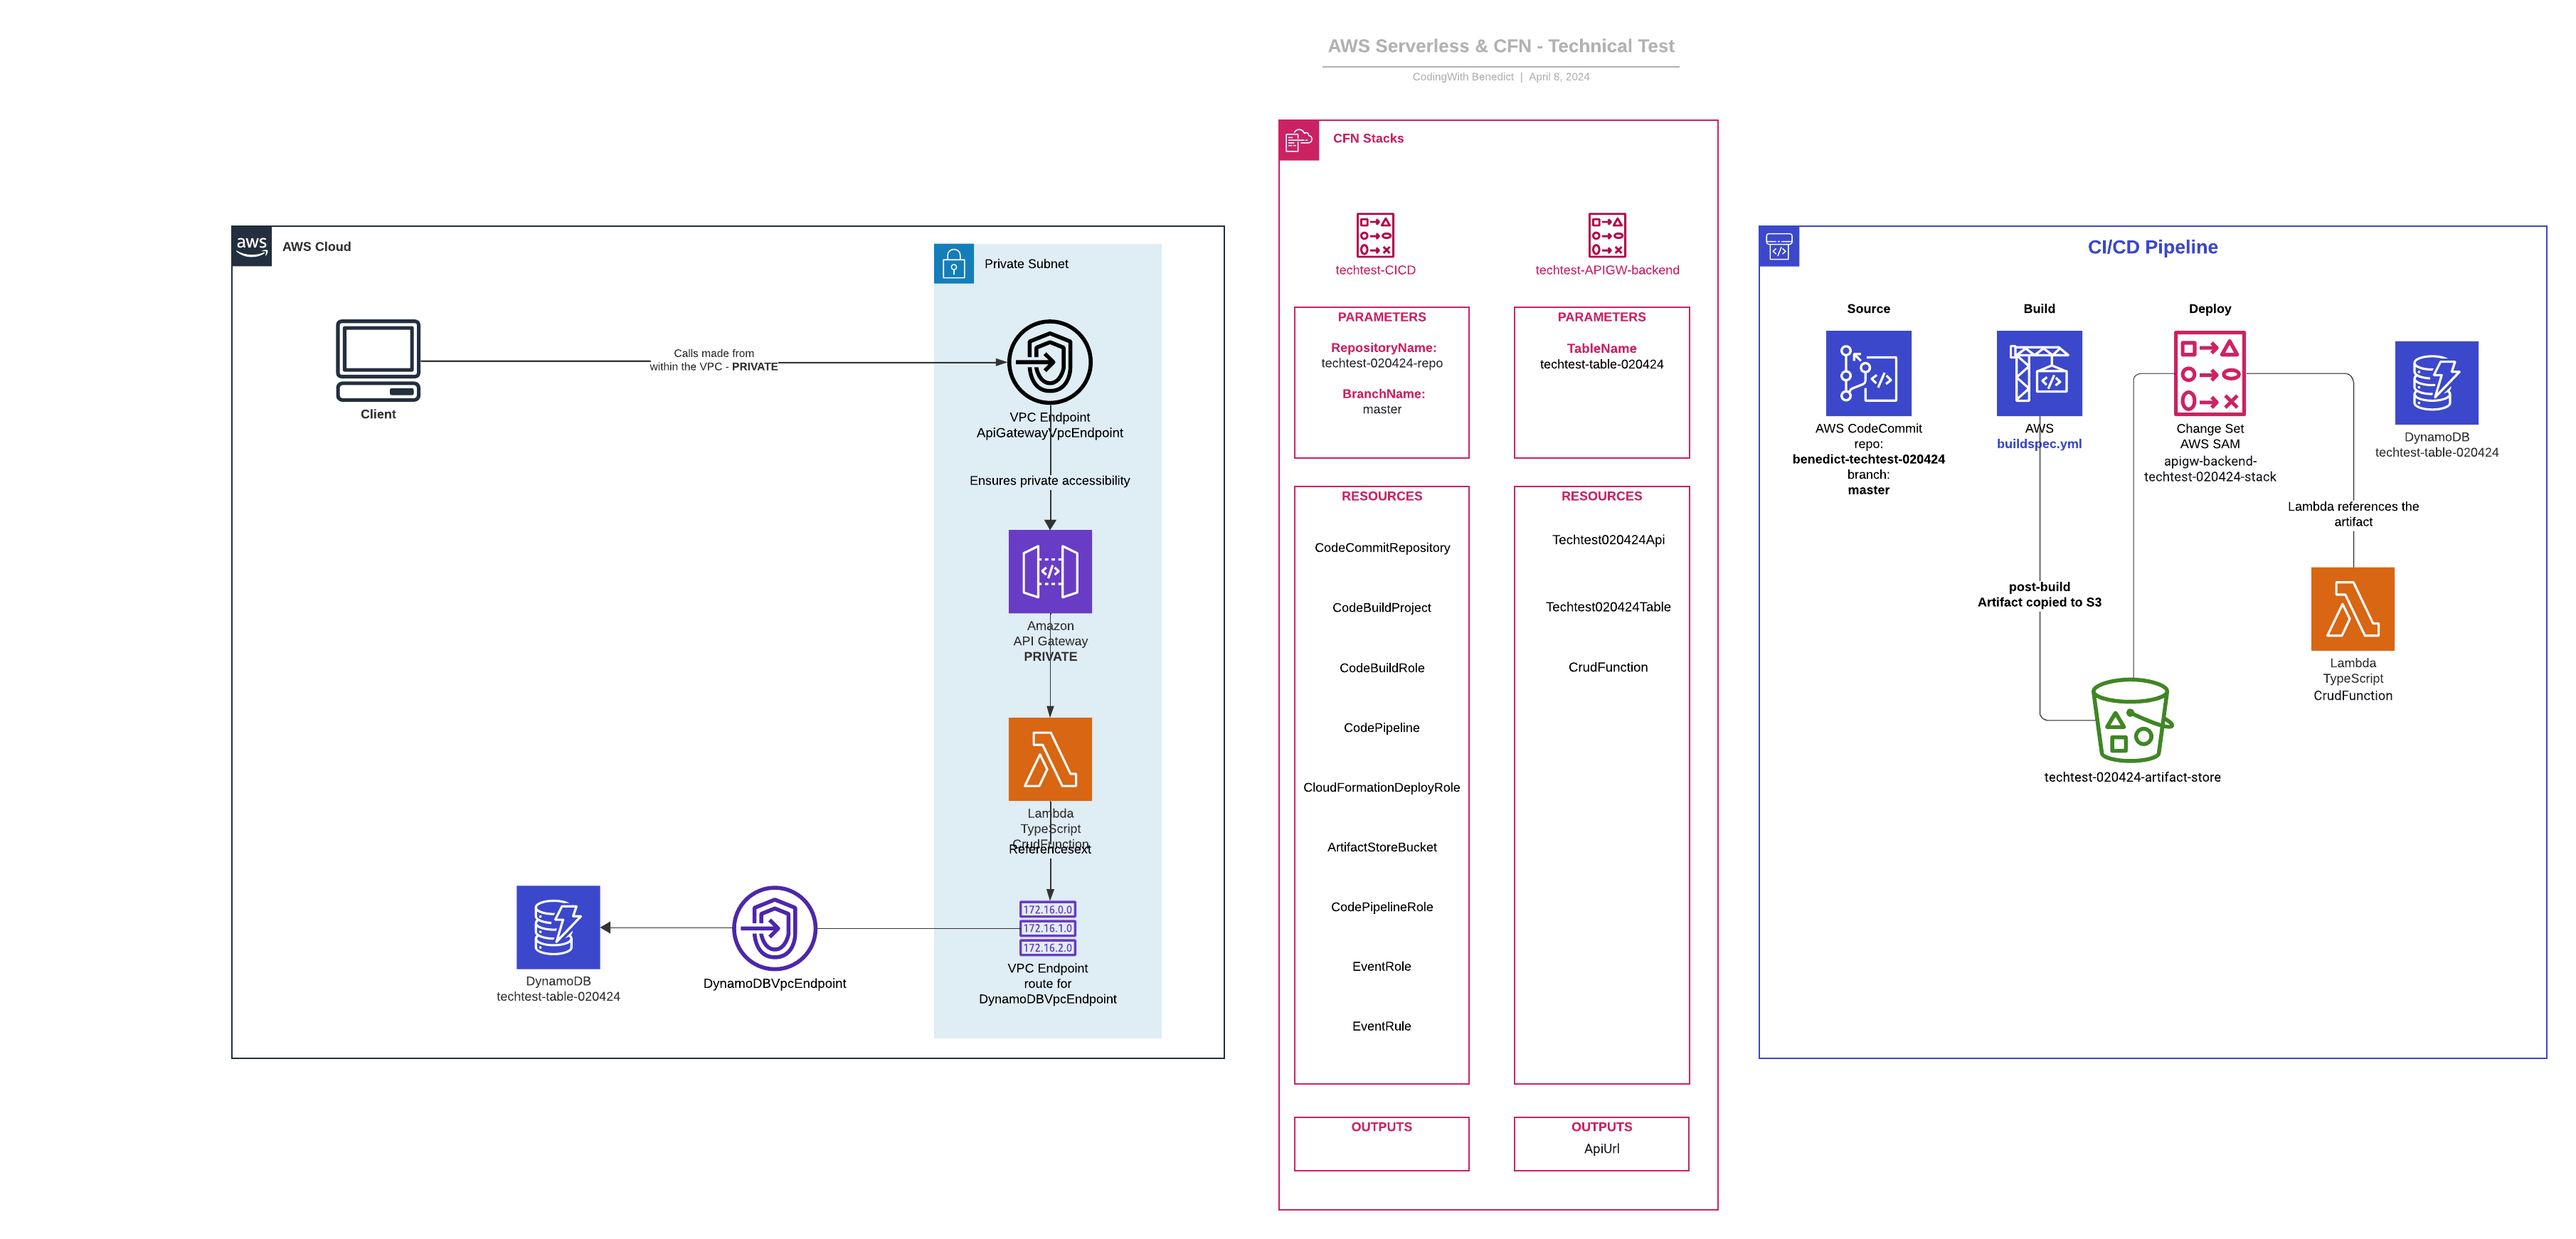 AWS Serverless & CFN - Technical Test
CodingWith Benedict | April 8, 2024
aws
AWS Cloud
Private Subnet
Client
Calls made from
within the VPC - PRIVATE
VPC Endpoint
ApiGatewayVpcEndpoint
Ensures private accessibility
Amazon
API Gateway
PRIVATE
Lambda
TypeScript
CrudFunction
Referencesext
172.16.0.0
172.16.1.0
172.16.2.0
VPC Endpoint
route for
DynamoDBVpcEndpoint
DynamoDBVpcEndpoint
DynamoDB
techtest-table-020424
CFN Stacks
techtest-CICD
PARAMETERS
RepositoryName:
techtest-020424-repo
BranchName:
master
RESOURCES
CodeCommitRepository
CodeBuildProject
CodeBuildRole
CodePipeline
CloudFormationDeployRole
ArtifactStoreBucket
CodePipelineRole
EventRole
EventRule
OUTPUTS
techtest-APIGW-backend
PARAMETERS
TableName
techtest-table-020424
RESOURCES
Techtest020424Api
Techtest020424Table
CrudFunction
OUTPUTS
ApiUrl
CI/CD Pipeline
Source
AWS CodeCommit
repo:
benedict-techtest-020424
branch:
master
Build
AWS
buildspec.yml
post-build
Artifact copied to S3
techtest-020424-artifact-store
Deploy
Change Set
AWS SAM
apigw-backend-
techtest-020424-stack
Lambda references the
artifact
Lambda
TypeScript
CrudFunction
DynamoDB
techtest-table-020424